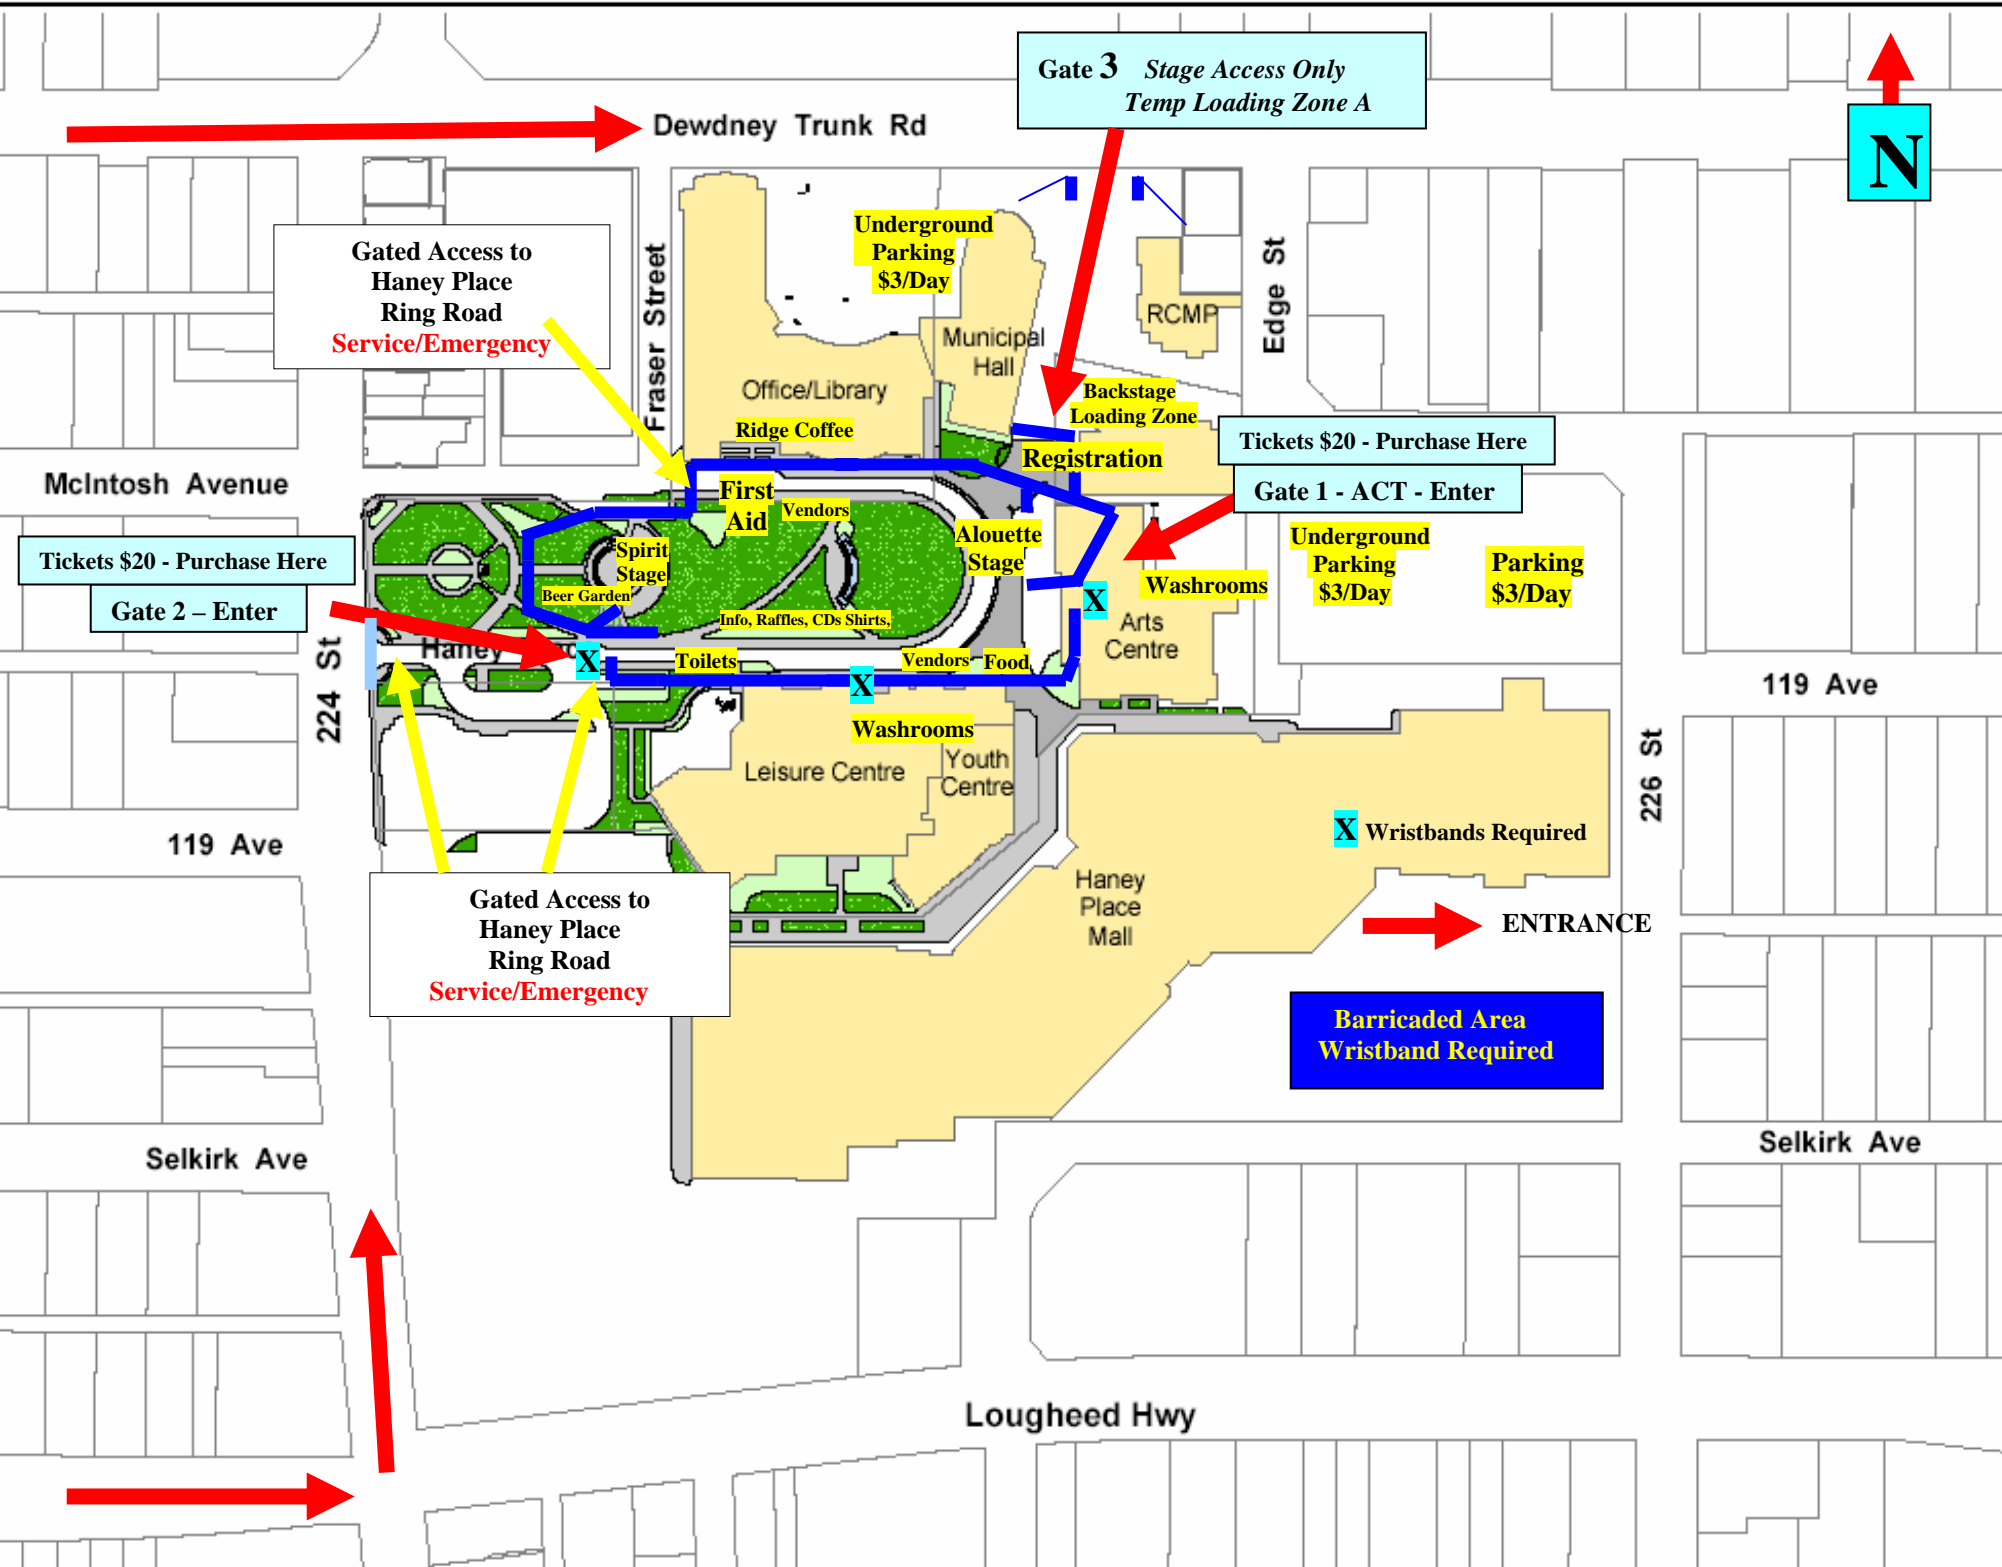 Gate 3 Stage Access Only
Temp Loading Zone A
N
Dewdney Trunk Rd
Gated Access to
Haney Place
Ring Road
Service/Emergency
Fraser Street
Underground
Parking
$3/Day
Municipal
Hall
RCMP
Edge St
Office/Library
Ridge Coffee
Backstage
Loading Zone
Registration
Tickets $20 - Purchase Here
Gate 1 - ACT - Enter
McIntosh Avenue
First
Aid
Vendors
Alouette
Stage
Spirit
Stage
Beer Garden
Info, Raffles, CDs Shirts,
Underground
Parking
$3/Day
Parking
$3/Day
Washrooms
X
Arts
Centre
Tickets $20 - Purchase Here
Gate 2 – Enter
224 St
Haney
X
Toilets
Vendors
Food
X
Washrooms
Leisure Centre
Youth
Centre
119 Ave
226 St
119 Ave
X Wristbands Required
Haney
Place
Mall
ENTRANCE
Gated Access to
Haney Place
Ring Road
Service/Emergency
Barricaded Area
Wristband Required
Selkirk Ave
Selkirk Ave
Lougheed Hwy